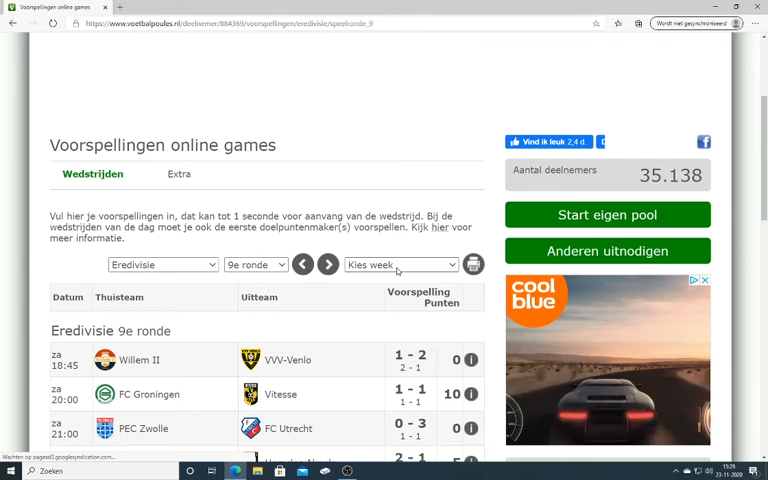 Voorspellingen online games
https://www.voetbalpoules.nl/deelnemer/884369/voorspellingen/eredivisie/speelronde_9
Wordt niet gesynchroniseerd
Voorspellingen online games
Wedstrijden Extra
Vul hier je voorspellingen in, dat kan tot 1 seconde voor aanvang van de wedstrijd. Bij de
wedstrijden van de dag moet je ook de eerste doelpuntenmaker(s) voorspellen. Kijk hier voor
meer informatie.
Eredivisie 9e ronde Kies week
Datum Thuisteam Uitteam Voorspelling
Punten
Eredivisie 9e ronde
za
18:45
Willem II VVV-Venlo 1 - 2
2 - 1
0
za
20:00
FC Groningen Vitesse 1 - 1
1 - 1
10
za
21:00
PEC Zwolle FC Utrecht 0 - 3
1 - 1
0
2 - 1
Vind ik leuk 2,4 d.
Aantal deelnemers 35.138
Start eigen pool
Anderen uitnodigen
cool
blue
Wachten op pagead2.googlesyndication.com...
Zoeken
15:29
23-11-2020